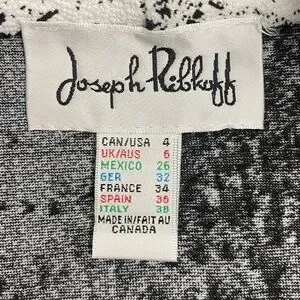 Joseph Ribkoff
CAN/USA 4
UK/AUS 6
MEXICO 26
GER 32
FRANCE 34
SPAIN 36
ITALY 38
MADE IN/FAIT AU
CANADA